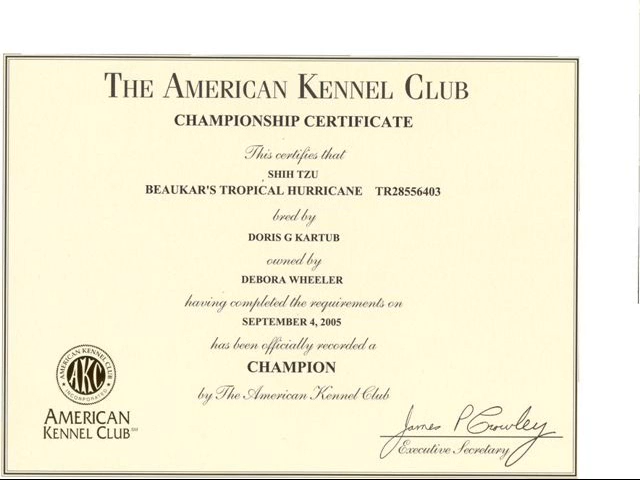 THE AMERICAN KENNEL CLUB
CHAMPIONSHIP CERTIFICATE
This certifies that
SHIH TZU
BEAUKAR'S TROPICAL HURRICANE TR28556403
bred by
DORIS G KARTUB
owned by
DEBORA WHEELER
having completed the requirements on
SEPTEMBER 4, 2005
has been officially recorded a
CHAMPION
by The American Kennel Club
AMERICAN KENNEL CLUB
AKC
INCORPORATED
AMERICAN
KENNEL CLUB℠
James P Crowley
Executive Secretary